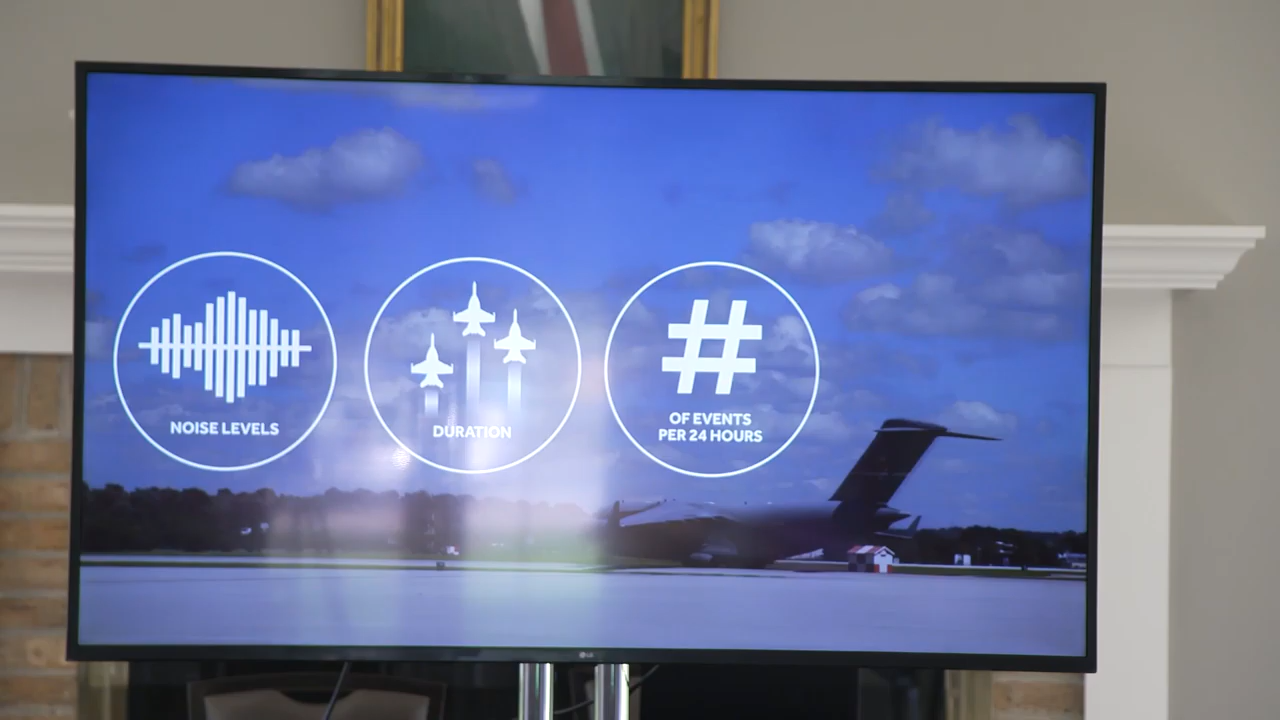 NOISE LEVELS
DURATION
#
OF EVENTS
PER 24 HOURS
LG